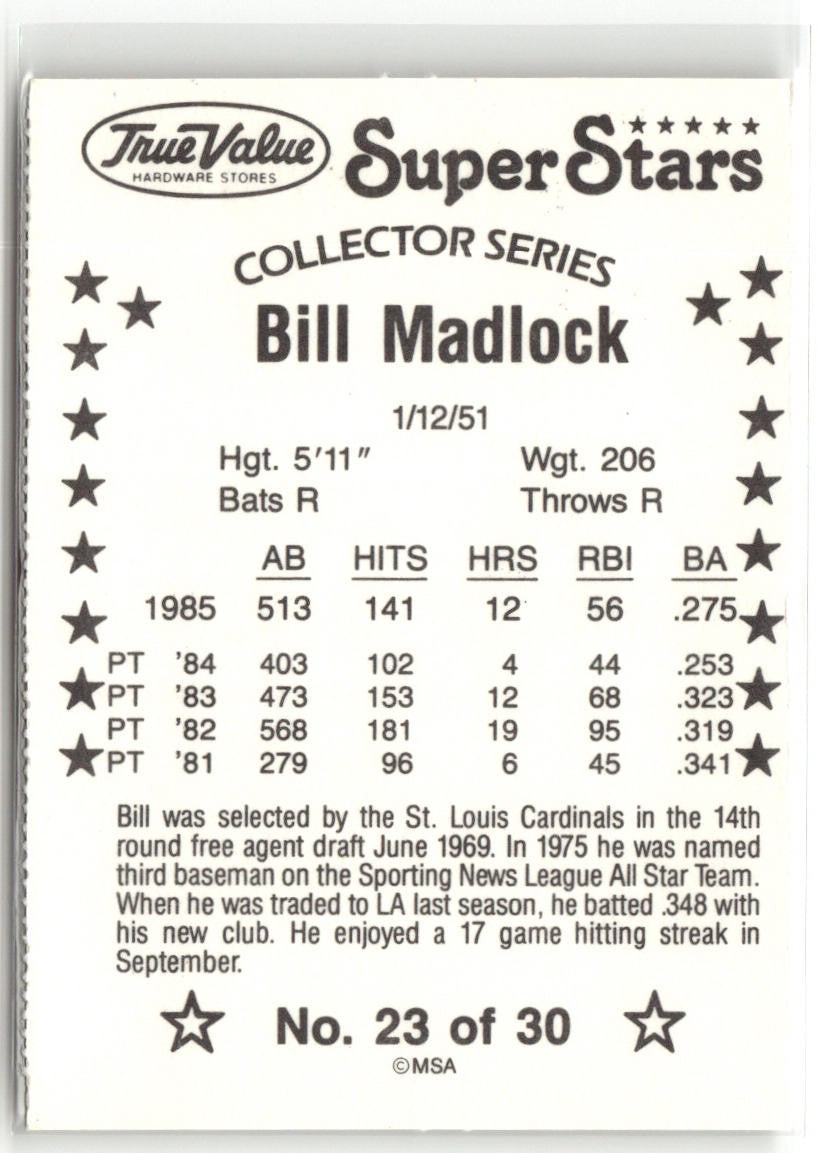 True Value
HARDWARE STORES
Super Stars
COLLECTOR SERIES
Bill Madlock
1/12/51
Hgt. 5'11" Wgt. 206
Bats R Throws R
AB HITS HRS RBI BA
1985 513 141 12 56 .275
PT '84 403 102 4 44 .253
PT '83 473 153 12 68 .323
PT '82 568 181 19 95 .319
PT '81 279 96 6 45 .341
Bill was selected by the St. Louis Cardinals in the 14th
round free agent draft June 1969. In 1975 he was named
third baseman on the Sporting News League All Star Team.
When he was traded to LA last season, he batted .348 with
his new club. He enjoyed a 17 game hitting streak in
September.
No. 23 of 30
©MSA